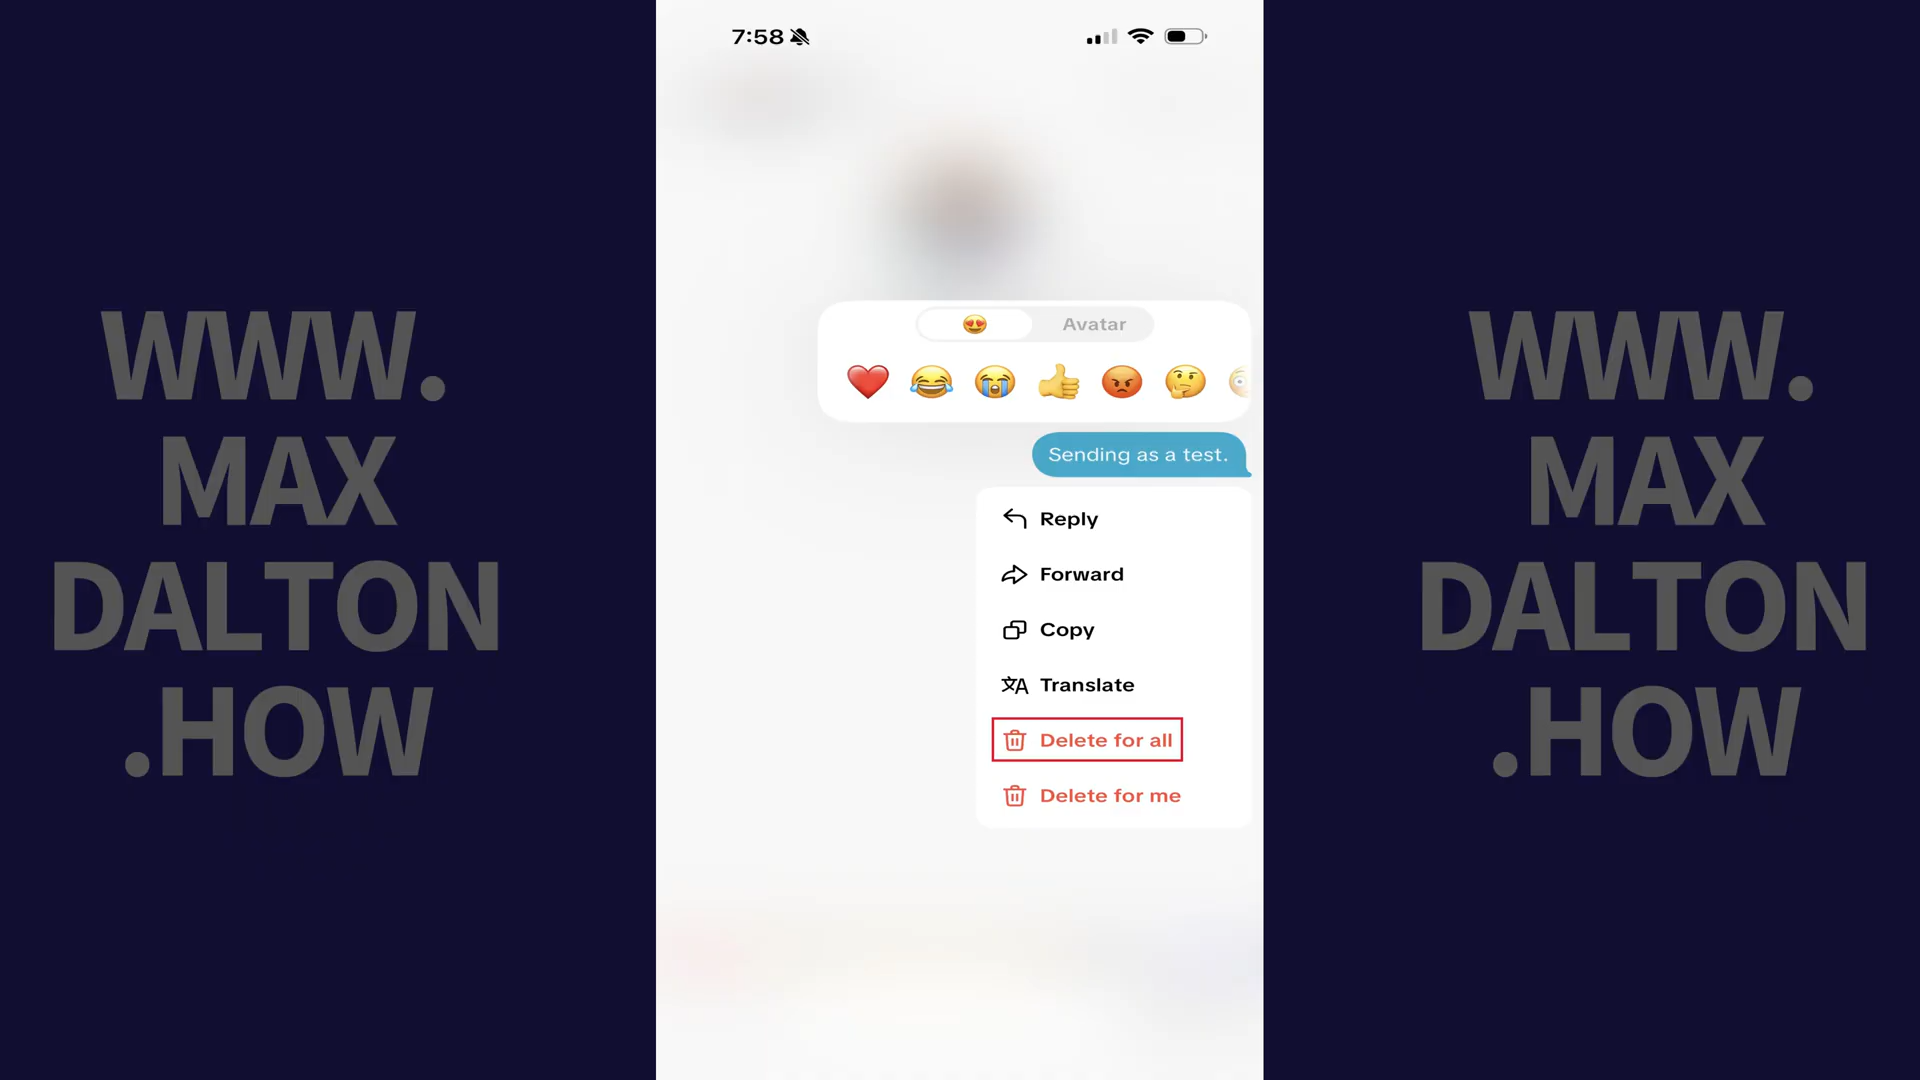 WWW.
MAX
DALTON
.HOW
7:58
Avatar
Sending as a test.
Reply
Forward
Copy
Translate
Delete for all
Delete for me
WWW.
MAX
DALTON
.HOW